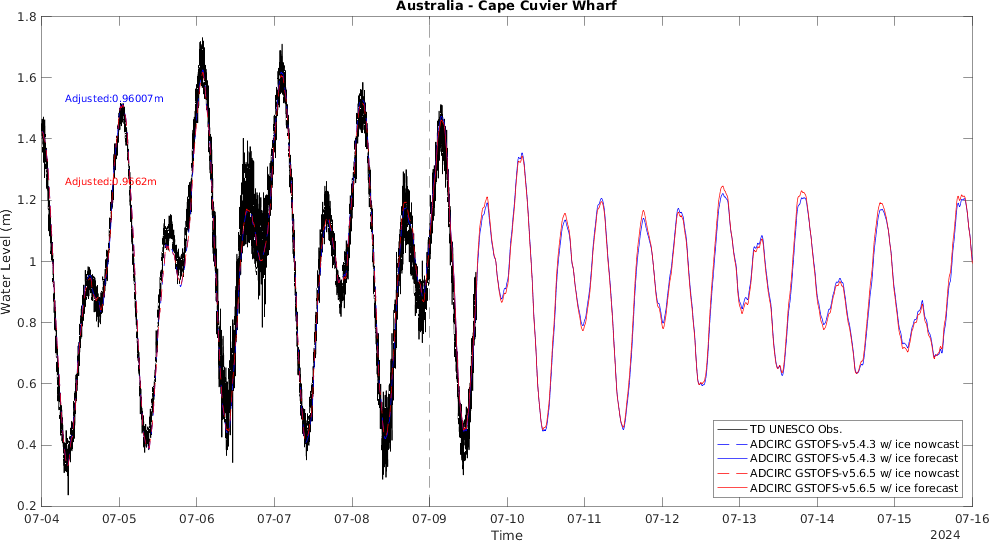 Australia - Cape Cuvier Wharf
1.8
1.6
1.4
1.2
1
0.8
0.6
0.4
0.2
Water Level (m)
Adjusted:0.96007m
Adjusted:0.9662m
TD UNESCO Obs.
ADCIRC GSTOFS-v5.4.3 w/ ice nowcast
ADCIRC GSTOFS-v5.4.3 w/ ice forecast
ADCIRC GSTOFS-v5.6.5 w/ ice nowcast
ADCIRC GSTOFS-v5.6.5 w/ ice forecast
07-04 07-05 07-06 07-07 07-08 07-09 07-10 07-11 07-12 07-13 07-14 07-15 07-16
Time
2024